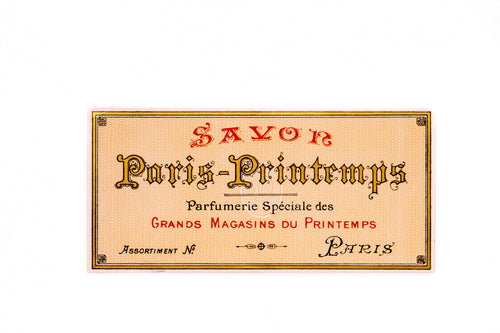 SAVON
Paris-Printemps
Parfumerie Spéciale des
GRANDS MAGASINS DU PRINTEMPS
ASSORTIMENT No
PARIS